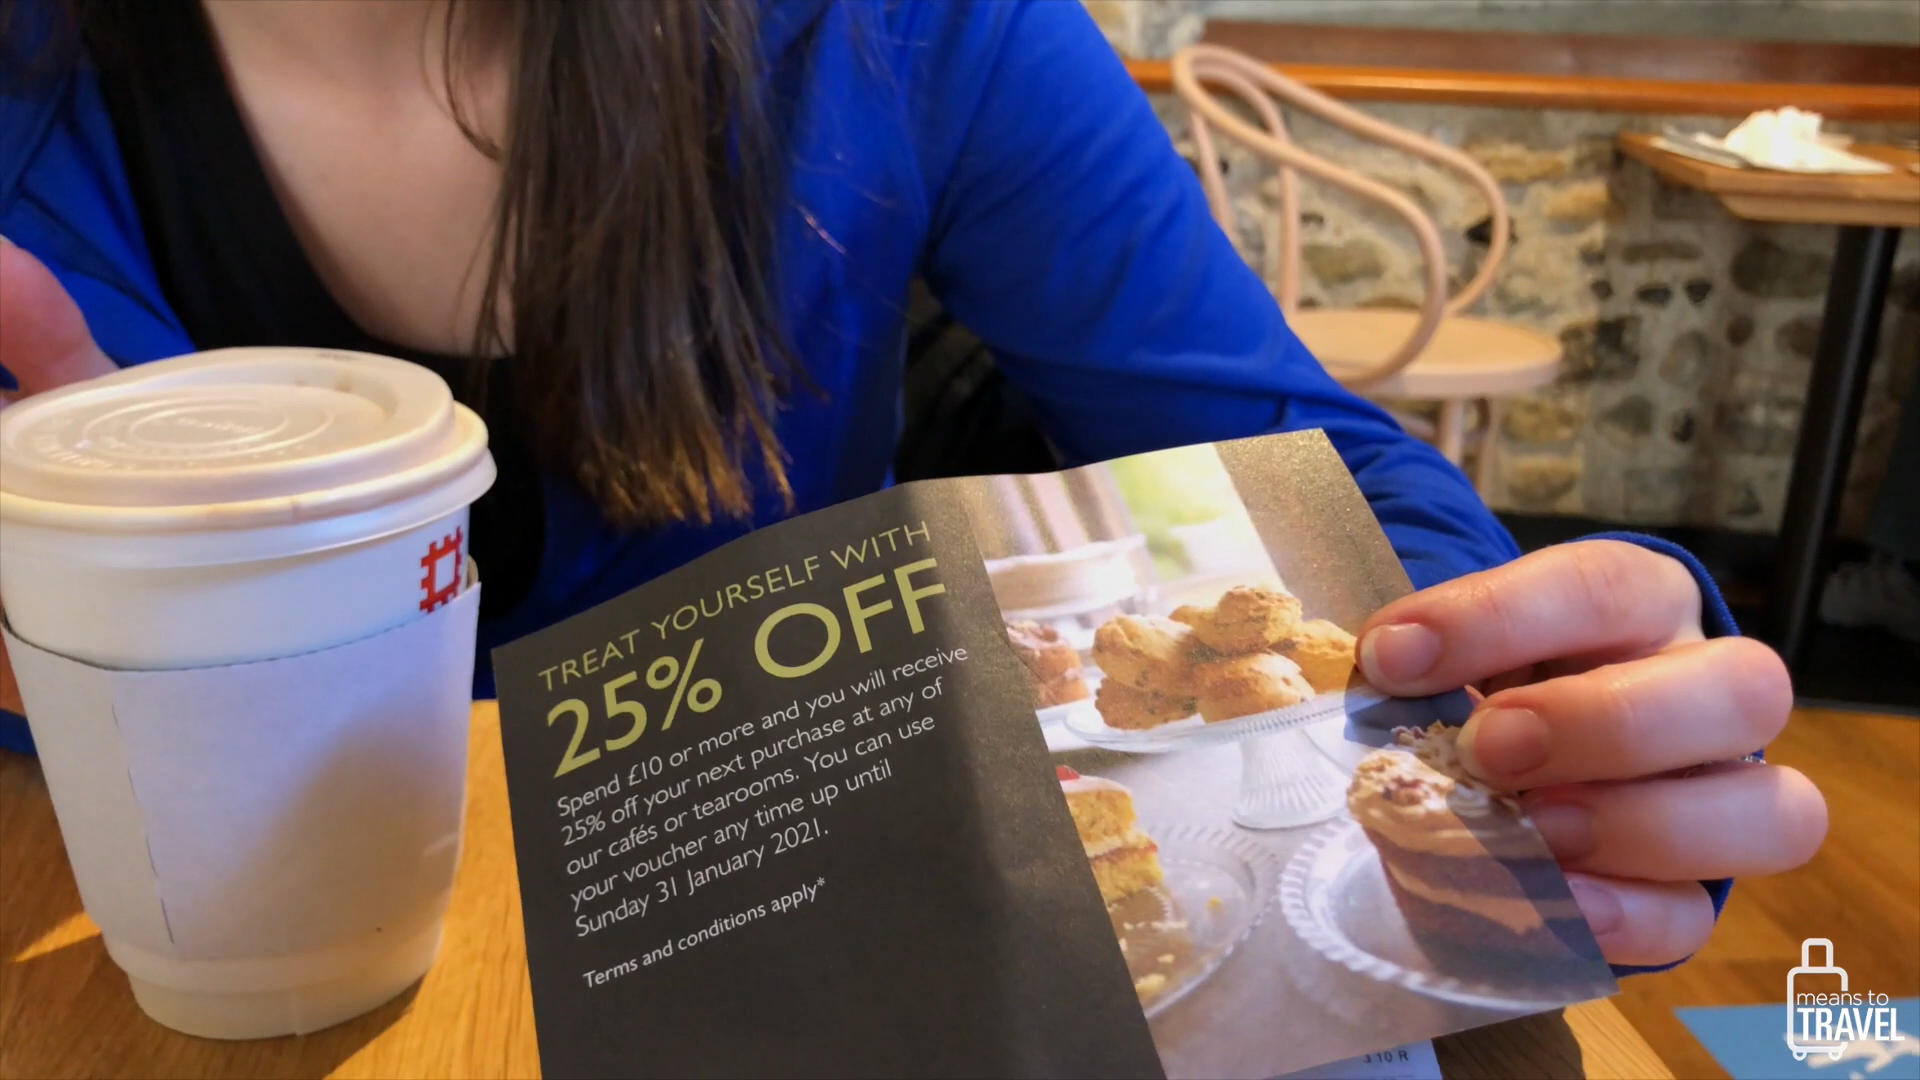 TREAT YOURSELF WITH
25% OFF
Spend £10 or more and you will receive
25% off your next purchase at any of
our cafés or tearooms. You can use
your voucher any time up until
Sunday 31 January 2021.
Terms and conditions apply*
means to
TRAVEL